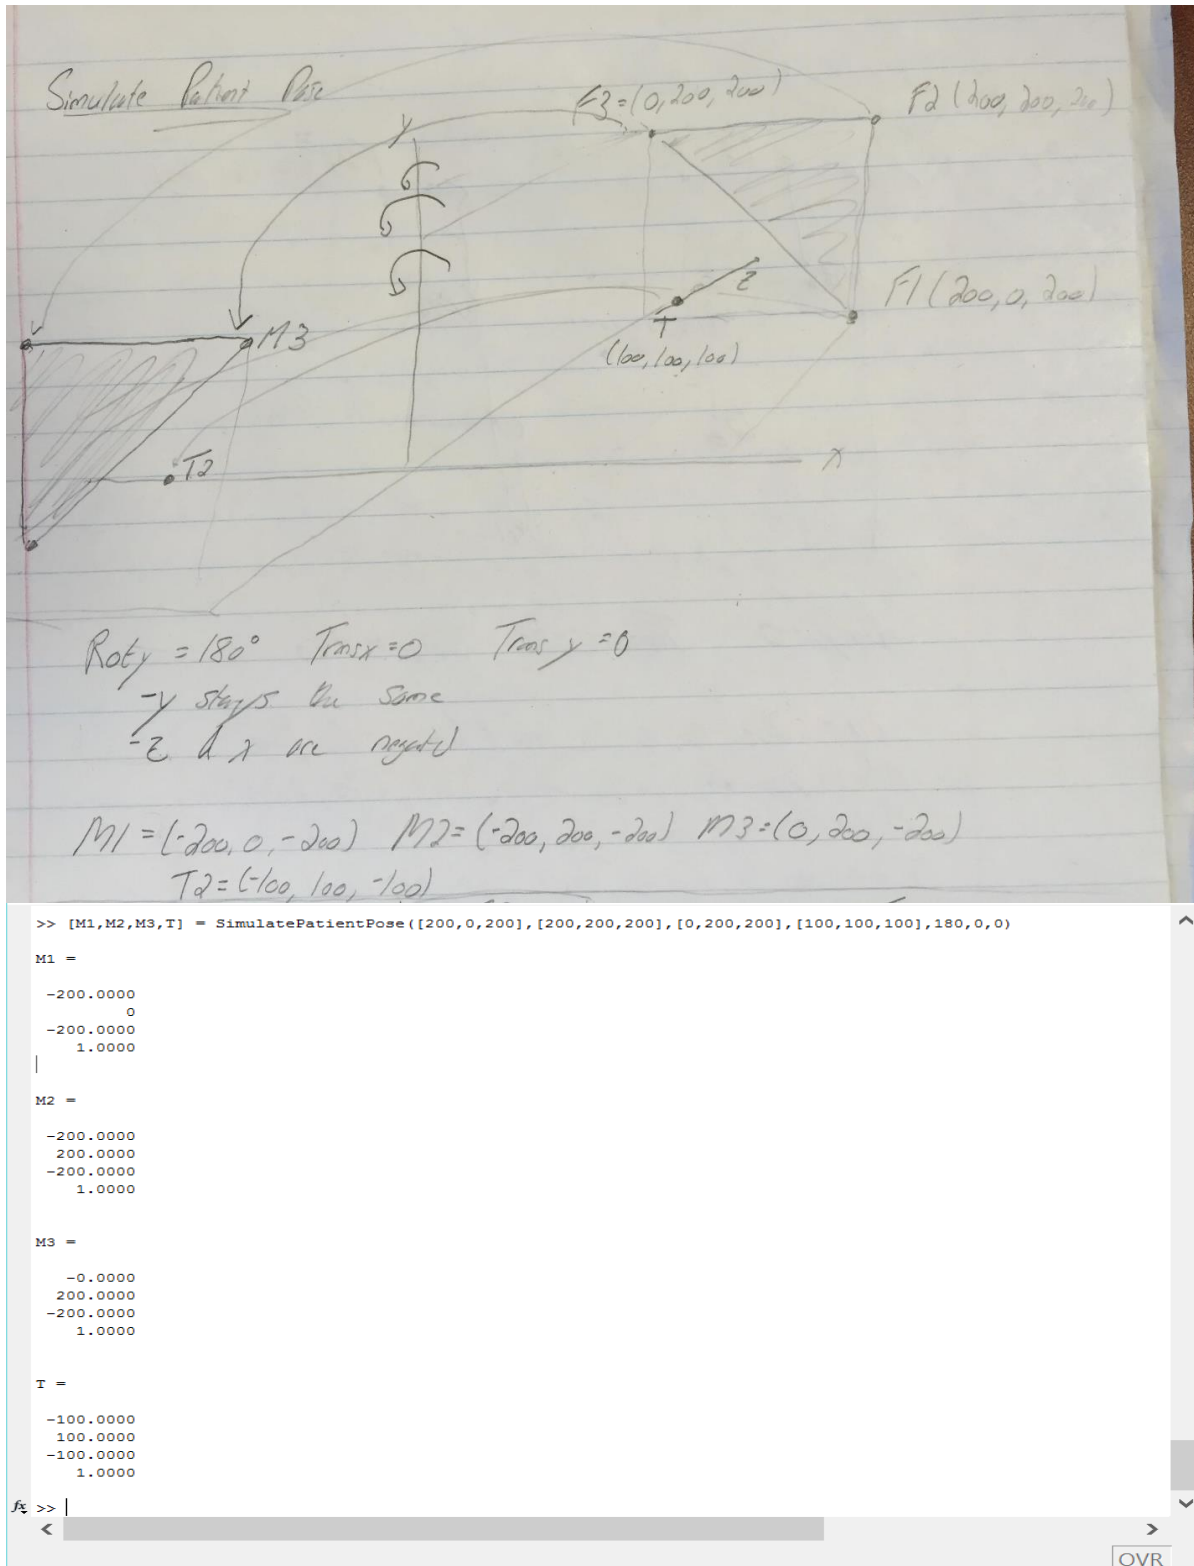 Simulate Patient Pose
F3=(0,200,200)
F2 (200,200,200)
y
z
F1 (200,0,200)
M3
T
(100,100,100)
T2
x
Roty = 180° Transx=0 Trans y=0
-y stays the same
-z & x are negated
M1=(-200,0,-200) M2=(-200,200,-200) M3=(0,200,-200)
T2=(-100,100,-100)
>> [M1,M2,M3,T] = SimulatePatientPose([200,0,200],[200,200,200],[0,200,200],[100,100,100],180,0,0)
M1 =
-200.0000
0
-200.0000
1.0000
M2 =
-200.0000
200.0000
-200.0000
1.0000
M3 =
-0.0000
200.0000
-200.0000
1.0000
T =
-100.0000
100.0000
-100.0000
1.0000
fx >>
OVR